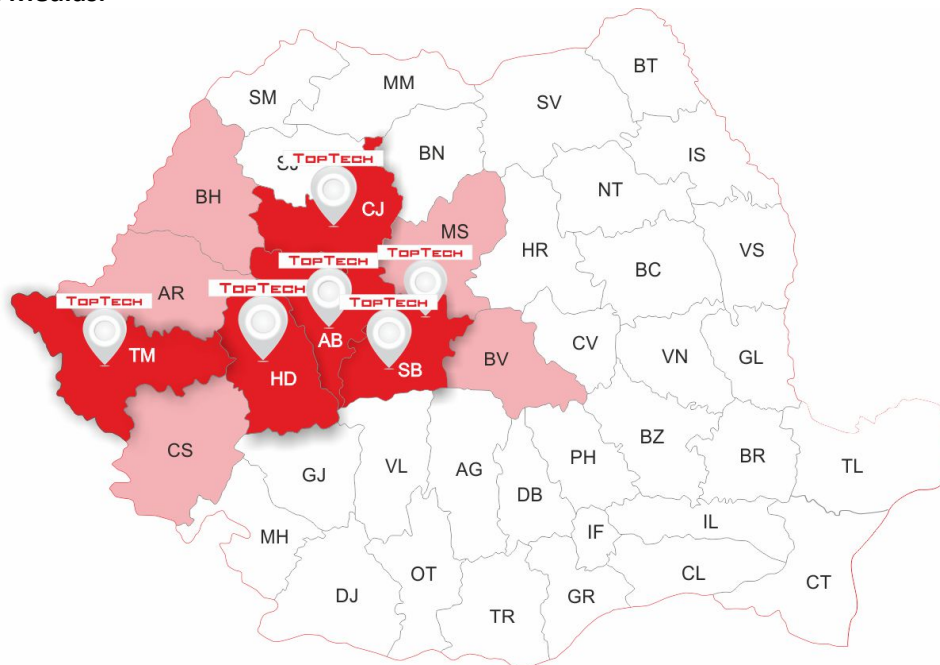 BT
MM
SM
SV
BN
IS
SJ
TOPTECH
NT
BH
CJ
MS
HR
VS
TOPTECH
TOPTECH
BC
AR
TOPTECH
TOPTECH
TOPTECH
AB
CV
TM
BV
VN
GL
SB
HD
CS
BZ
GJ
VL
AG
PH
BR
TL
DB
IL
IF
MH
OT
CL
CT
DJ
TR
GR